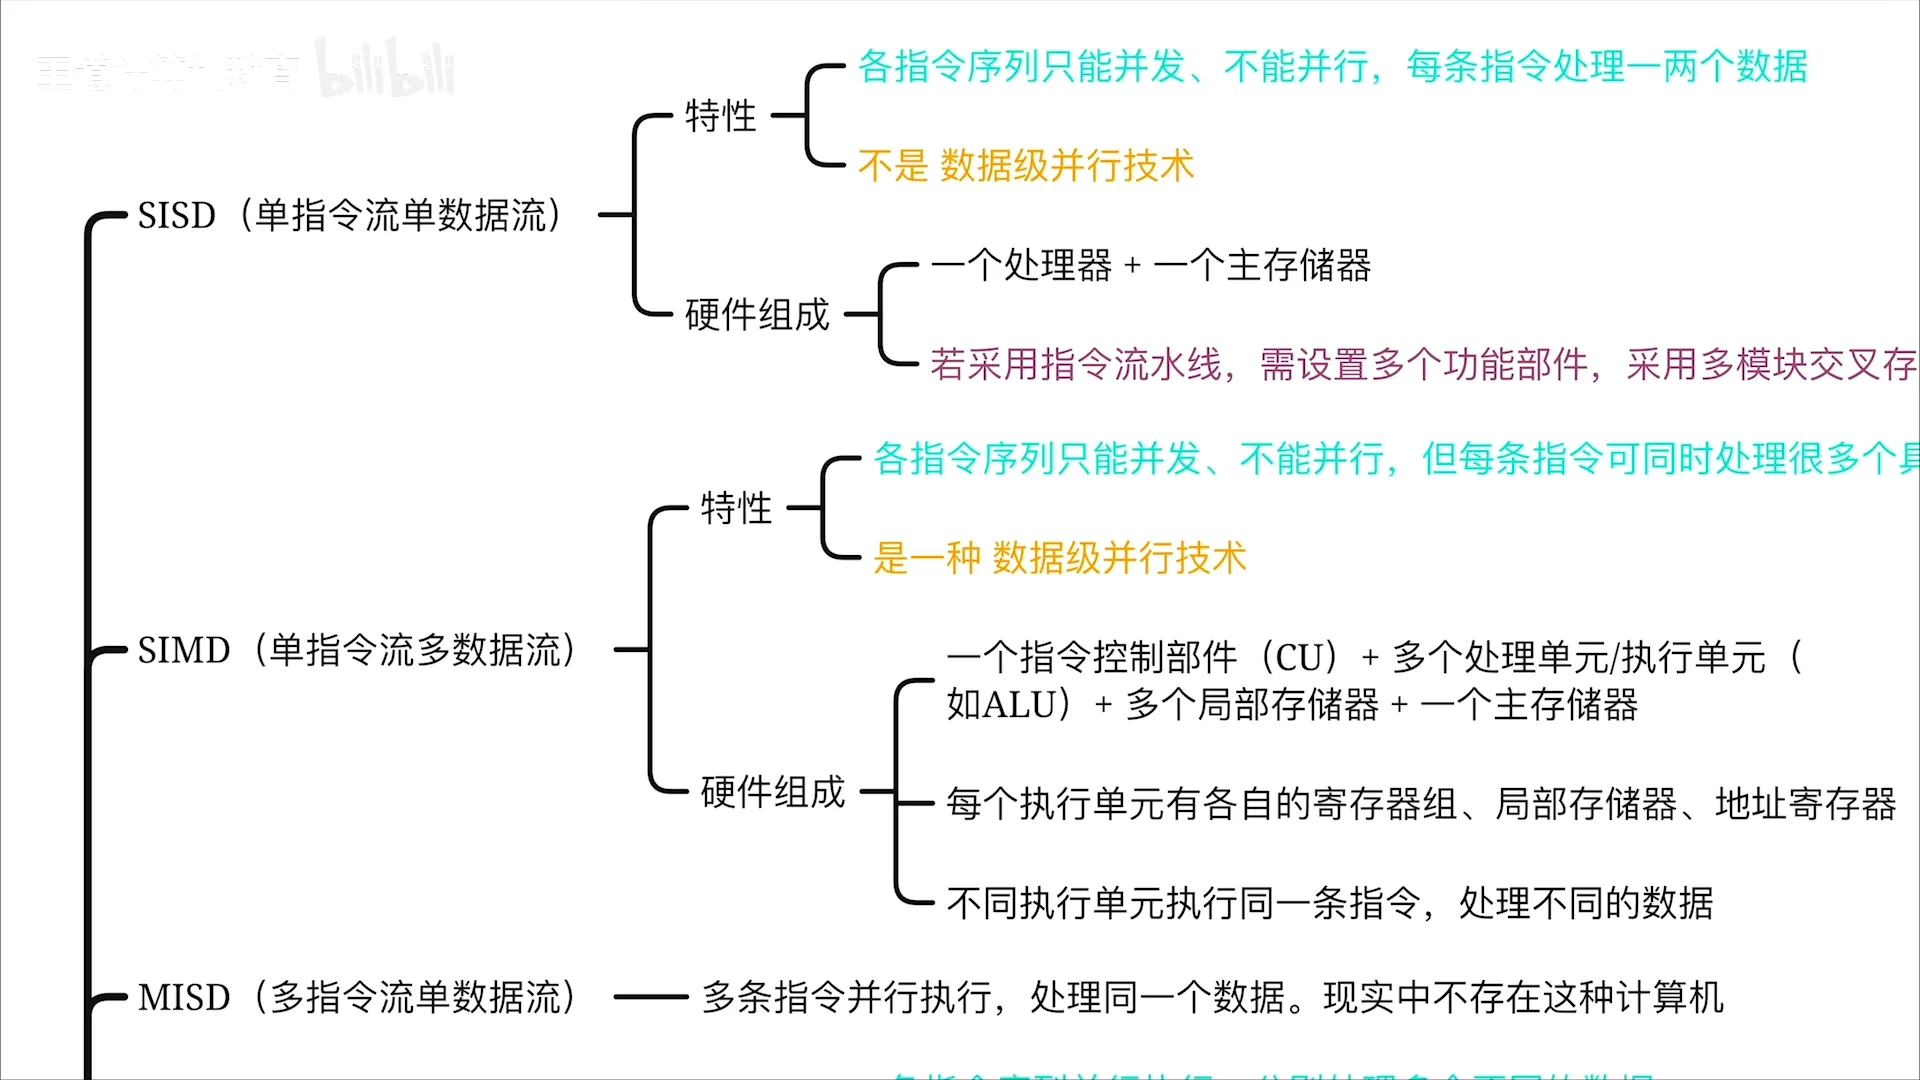 bilibili
各指令序列只能并发、不能并行，每条指令处理一两个数据
特性
不是 数据级并行技术
SISD（单指令流单数据流）
一个处理器 + 一个主存储器
硬件组成
若采用指令流水线，需设置多个功能部件，采用多模块交叉存
各指令序列只能并发、不能并行，但每条指令可同时处理很多个具
特性
是一种 数据级并行技术
SIMD（单指令流多数据流）
一个指令控制部件（CU）+ 多个处理单元/执行单元（
如ALU）+ 多个局部存储器 + 一个主存储器
硬件组成
每个执行单元有各自的寄存器组、局部存储器、地址寄存器
不同执行单元执行同一条指令，处理不同的数据
MISD（多指令流单数据流）
多条指令并行执行，处理同一个数据。现实中不存在这种计算机